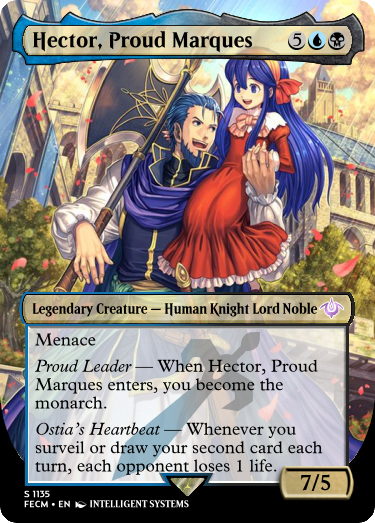 Hector, Proud Marques 5
Legendary Creature — Human Knight Lord Noble
Menace
Proud Leader — When Hector, Proud
Marques enters, you become the
monarch.
Ostia's Heartbeat — Whenever you
surveil or draw your second card each
turn, each opponent loses 1 life.
7/5
S 1135
FECM • EN INTELLIGENT SYSTEMS